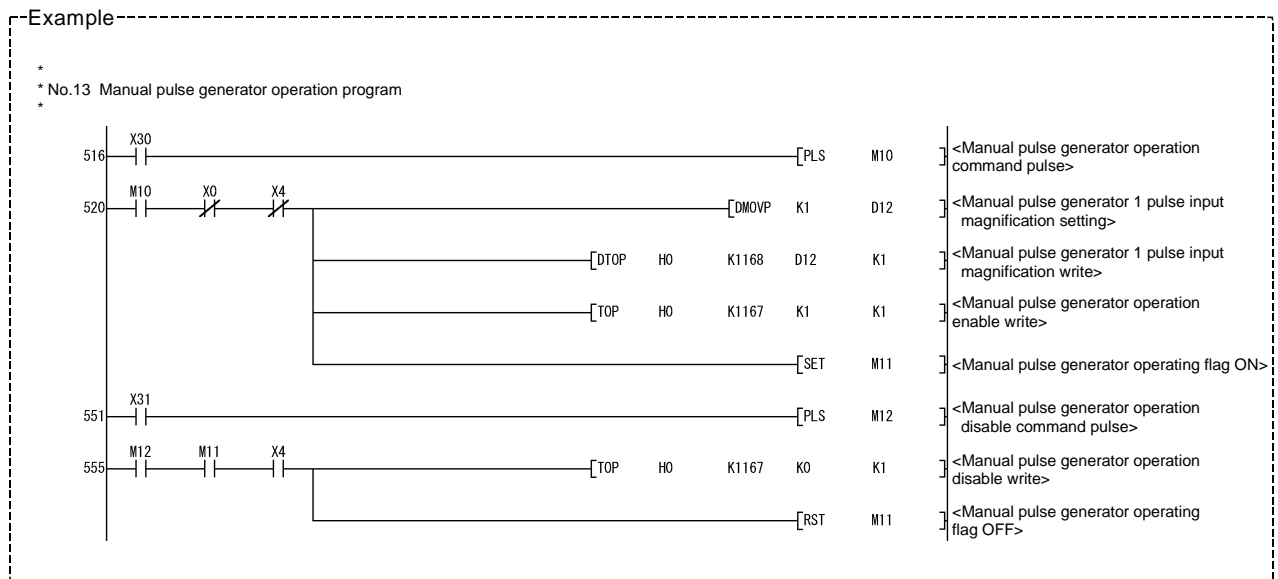 Example
*
* No.13 Manual pulse generator operation program
*
X30
516 [PLS M10 ] <Manual pulse generator operation
command pulse>
M10 X0 X4
520 [DMOVP K1 D12 ] <Manual pulse generator 1 pulse input
magnification setting>
[DTOP H0 K1168 D12 K1 ] <Manual pulse generator 1 pulse input
magnification write>
[TOP H0 K1167 K1 K1 ] <Manual pulse generator operation
enable write>
[SET M11 ] <Manual pulse generator operating flag ON>
X31
551 [PLS M12 ] <Manual pulse generator operation
disable command pulse>
M12 M11 X4
555 [TOP H0 K1167 K0 K1 ] <Manual pulse generator operation
disable write>
[RST M11 ] <Manual pulse generator operating
flag OFF>